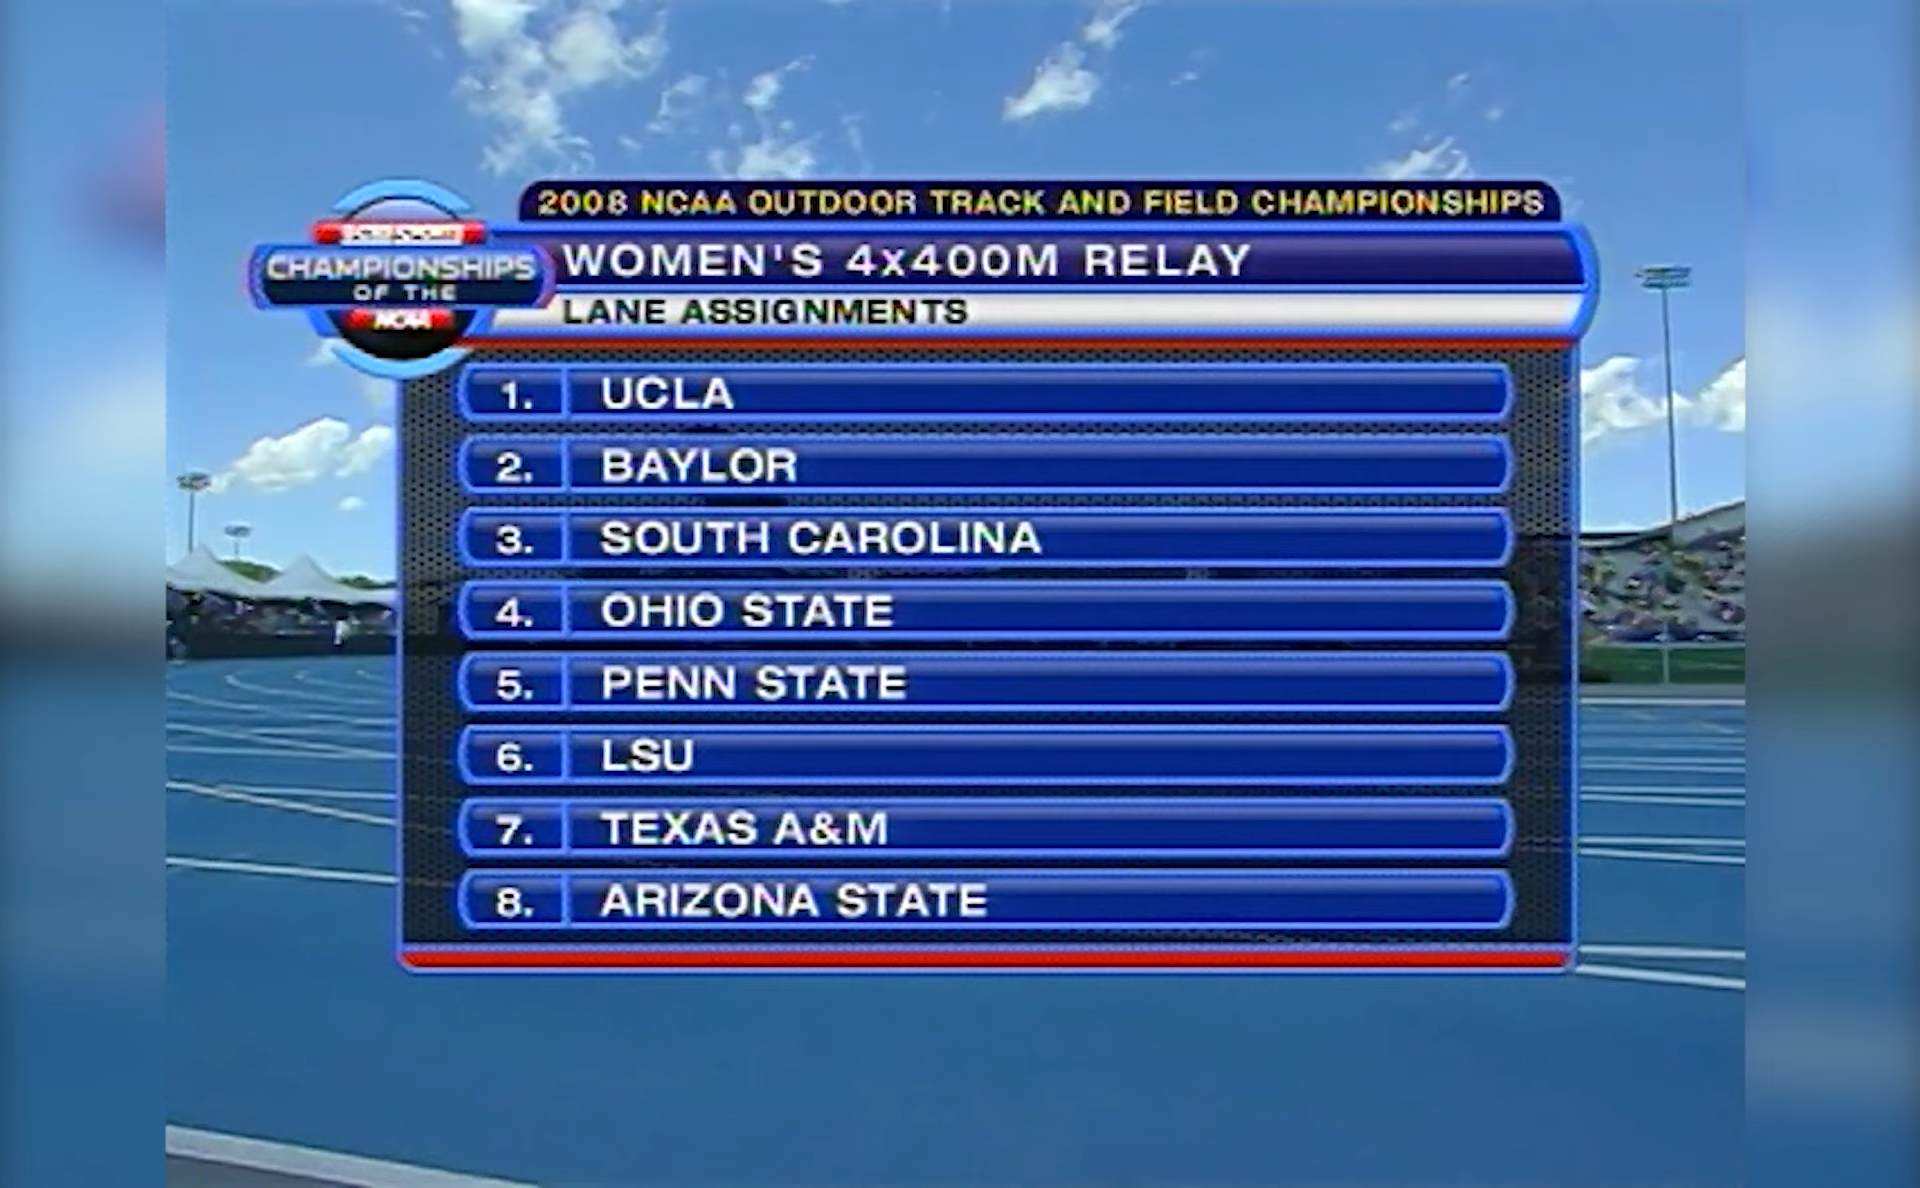 2008 NCAA OUTDOOR TRACK AND FIELD CHAMPIONSHIPS
CHAMPIONSHIPS
OF THE
NCAA
WOMEN'S 4x400M RELAY
LANE ASSIGNMENTS
1. UCLA
2. BAYLOR
3. SOUTH CAROLINA
4. OHIO STATE
5. PENN STATE
6. LSU
7. TEXAS A&M
8. ARIZONA STATE